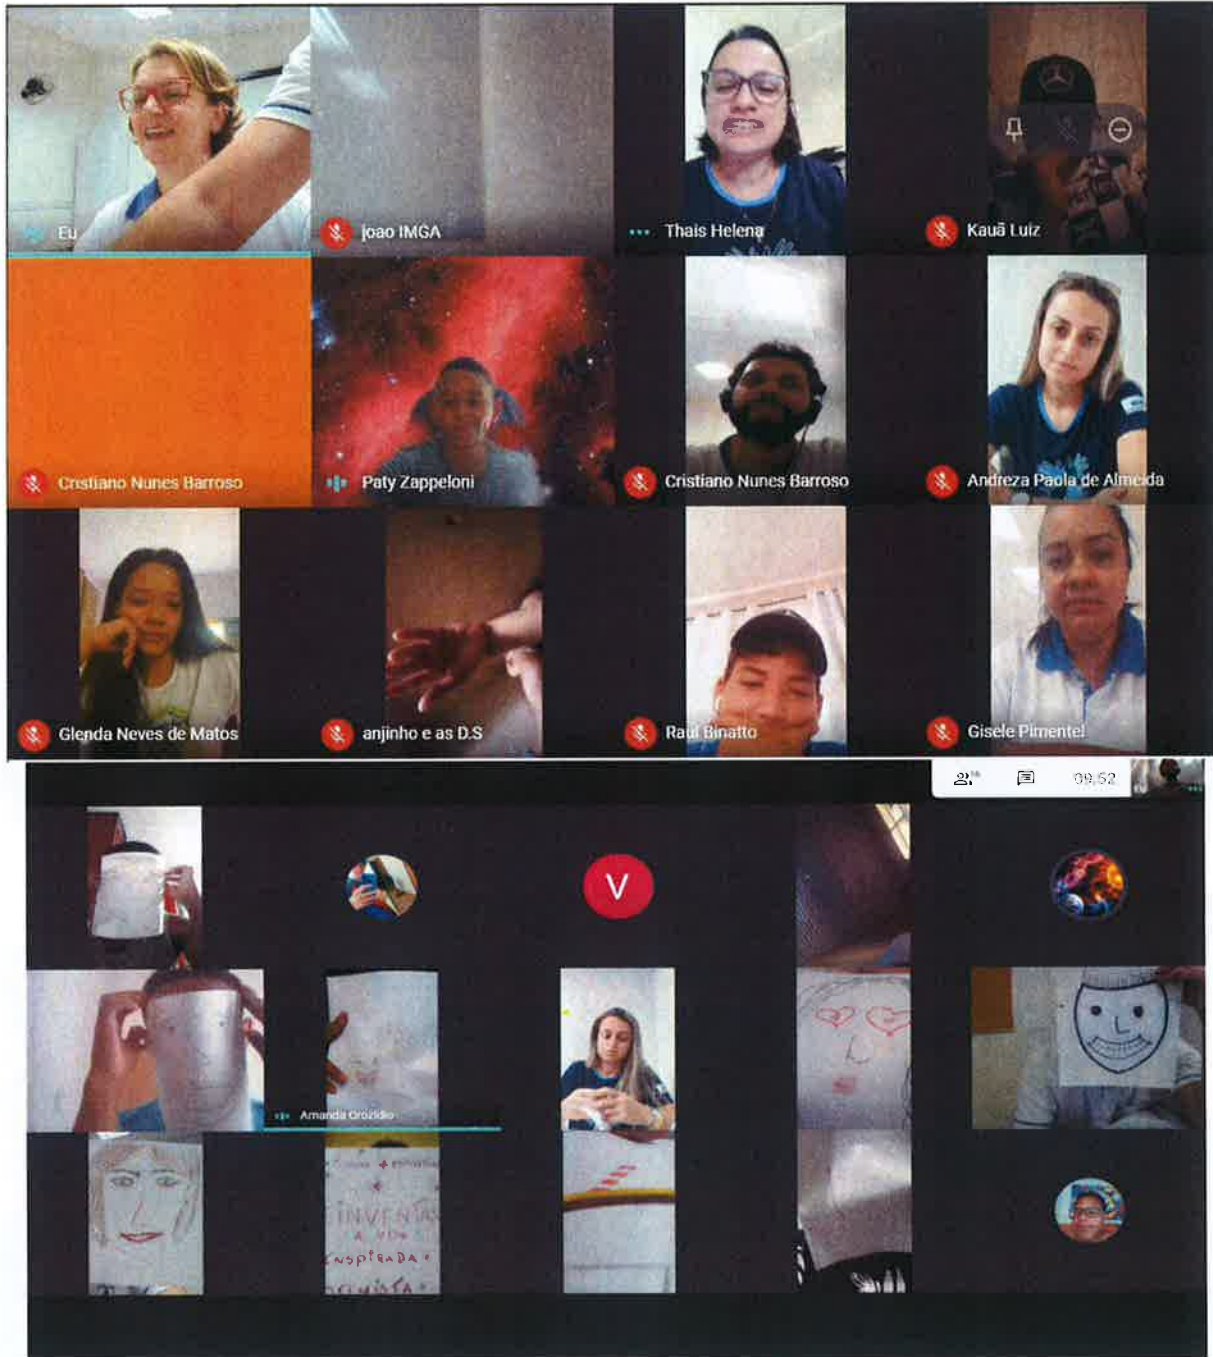 Eu
joao IMGA
Thais Helena
Kauã Luiz
Cristiano Nunes Barroso
Paty Zappeloni
Cristiano Nunes Barroso
Andreza Paola de Almeida
Glenda Neves de Matos
anjinho e as D.S
Raul Binatto
Gisele Pimentel
09:52
V
Amanda Orozidio
INVENTA
A VIDA
INSPIRADA